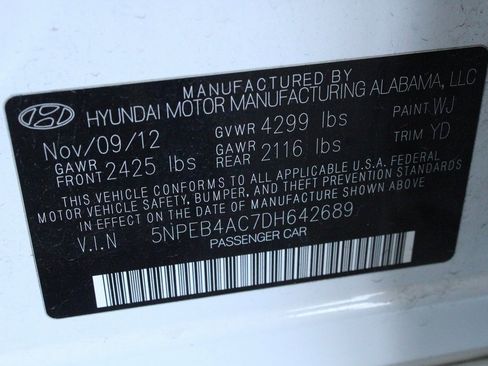 MANUFACTURED BY
HYUNDAI MOTOR MANUFACTURING ALABAMA, LLC
Nov/09/12 GVWR 4299 lbs PAINT WJ
GAWR FRONT 2425 lbs GAWR REAR 2116 lbs TRIM YD
THIS VEHICLE CONFORMS TO ALL APPLICABLE U.S.A. FEDERAL
MOTOR VEHICLE SAFETY, BUMPER, AND THEFT PREVENTION STANDARDS
IN EFFECT ON THE DATE OF MANUFACTURE SHOWN ABOVE
V.I.N 5NPEB4AC7DH642689
PASSENGER CAR